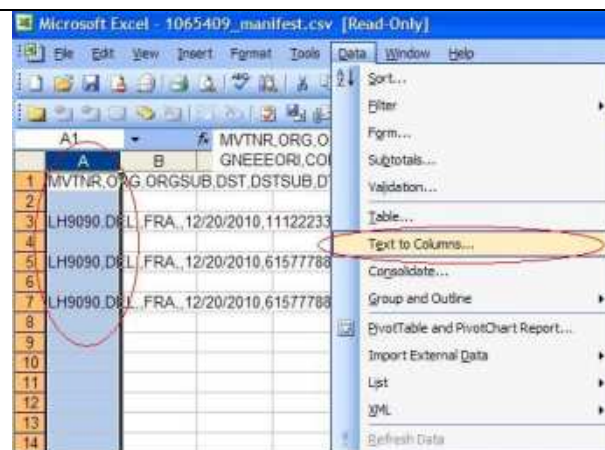 Microsoft Excel - 1065409_manifest.csv [Read-Only]
File Edit View Insert Format Tools Data Window Help
A1 fx MVTNR,ORG,O
GNEEEORI,CO
A B
1 MVTNR,ORG,ORGSUB,DST,DSTSUB,D
2
3 LH9090,DEL,,FRA,,12/20/2010,11122233
4
5 LH9090,DEL,,FRA,,12/20/2010,61577788
6
7 LH9090,DEL,,FRA,,12/20/2010,61577788
8
9
10
11
12
13
14
Sort...
Filter
Form...
Subtotals...
Validation...
Table...
Text to Columns...
Consolidate...
Group and Outline
PivotTable and PivotChart Report...
Import External Data
List
XML
Refresh Data